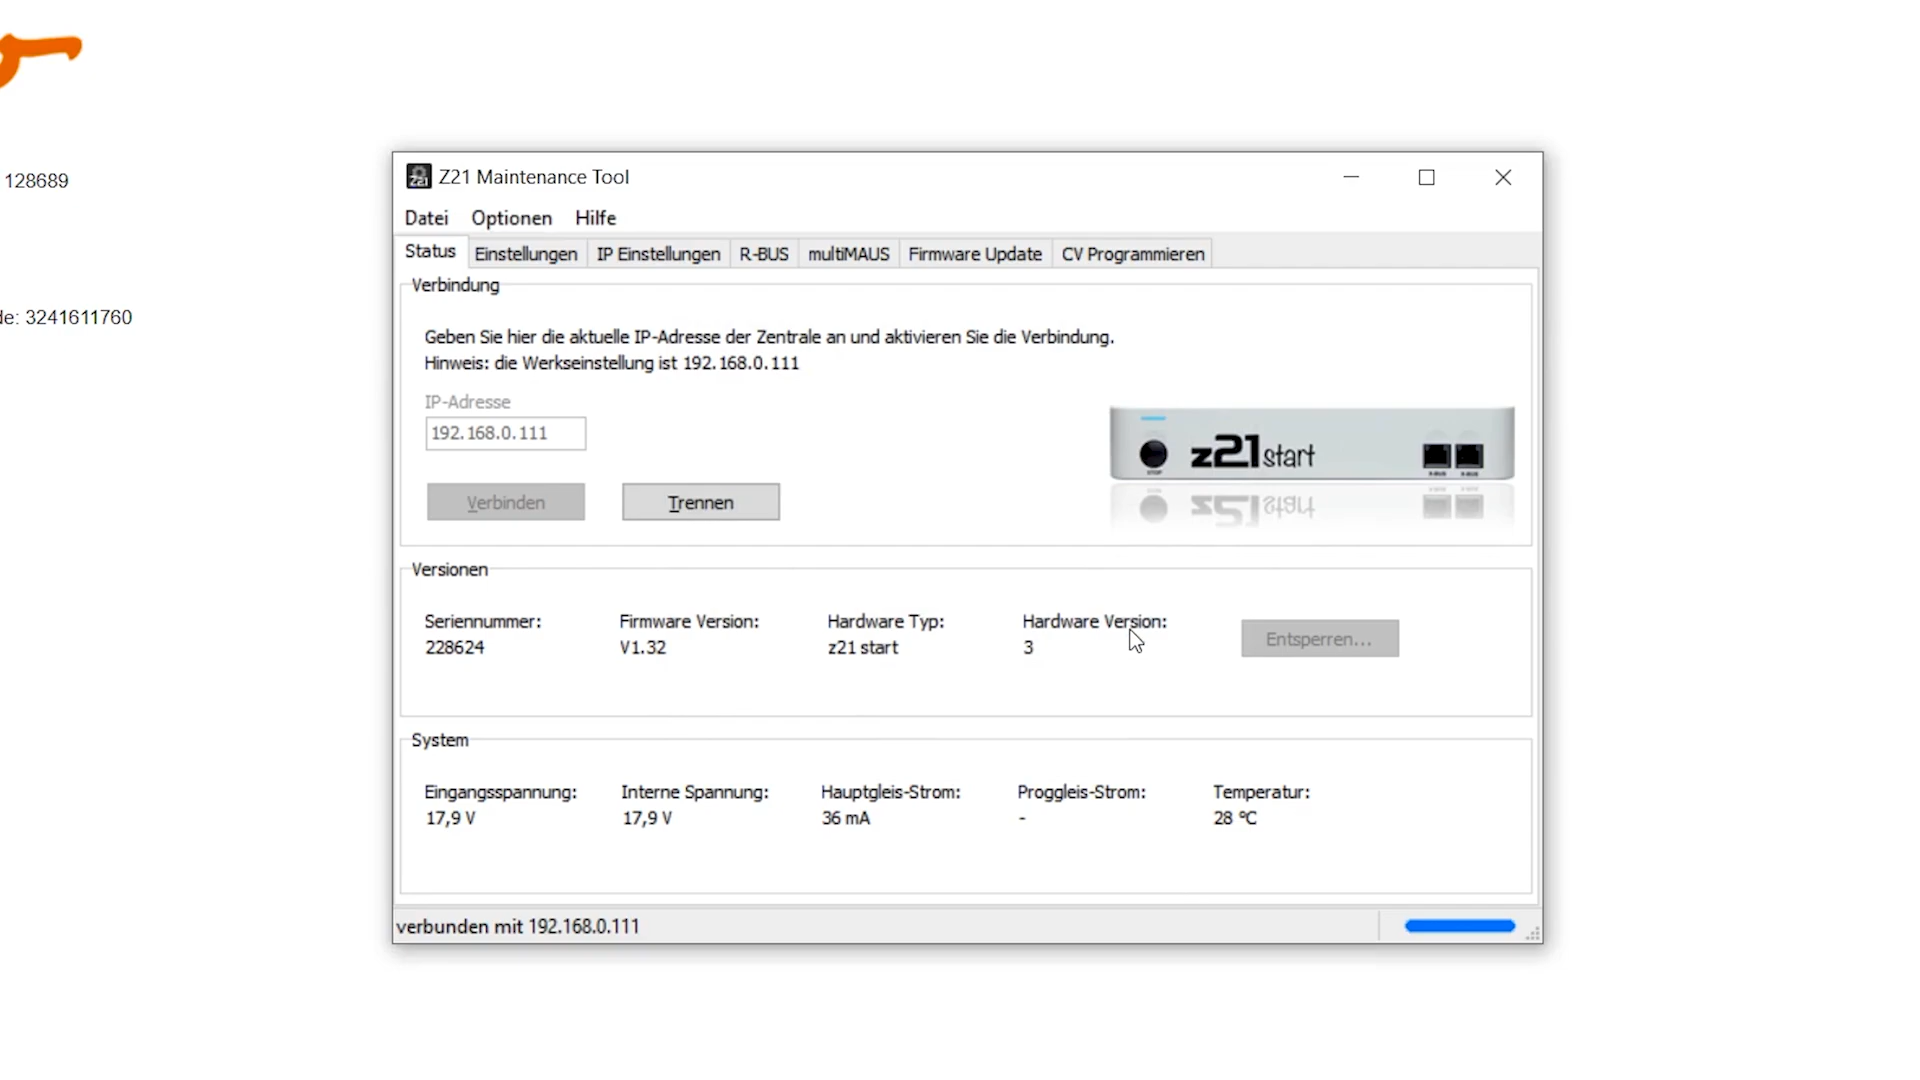 128689
de: 3241611760
Z21 Maintenance Tool
Datei Optionen Hilfe
Status Einstellungen IP Einstellungen R-BUS multiMAUS Firmware Update CV Programmieren
Verbindung
Geben Sie hier die aktuelle IP-Adresse der Zentrale an und aktivieren Sie die Verbindung.
Hinweis: die Werkseinstellung ist 192.168.0.111
IP-Adresse
192.168.0.111
Verbinden Trennen
z21 start
STOP R-BUS R-BUS
Versionen
Seriennummer: Firmware Version: Hardware Typ: Hardware Version:
228624 V1.32 z21 start 3
Entsperren...
System
Eingangsspannung: Interne Spannung: Hauptgleis-Strom: Proggleis-Strom: Temperatur:
17,9 V 17,9 V 36 mA - 28 °C
verbunden mit 192.168.0.111